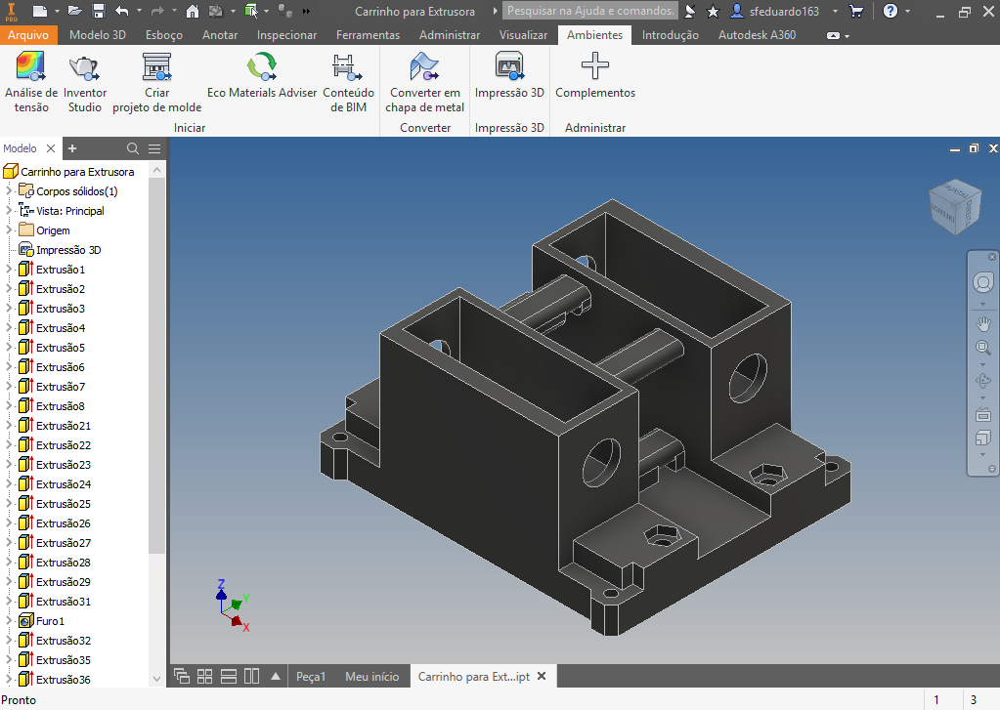 PRO
Carrinho para Extrusora
Pesquisar na Ajuda e comandos.
sfeduardo163
Arquivo Modelo 3D Esboço Anotar Inspecionar Ferramentas Administrar Visualizar Ambientes Introdução Autodesk A360
Análise de tensão
Inventor Studio
Criar projeto de molde
Eco Materials Adviser
Conteúdo de BIM
Converter em chapa de metal
Impressão 3D
Complementos
Iniciar Converter Impressão 3D Administrar
Modelo
Carrinho para Extrusora
Corpos sólidos(1)
Vista: Principal
Origem
Impressão 3D
Extrusão1
Extrusão2
Extrusão3
Extrusão4
Extrusão5
Extrusão6
Extrusão7
Extrusão8
Extrusão21
Extrusão22
Extrusão23
Extrusão24
Extrusão25
Extrusão26
Extrusão27
Extrusão28
Extrusão29
Extrusão31
Furo1
Extrusão32
Extrusão35
Extrusão36
Z
Y
X
Peça1 Meu início Carrinho para Ext...ipt
Pronto 1 3